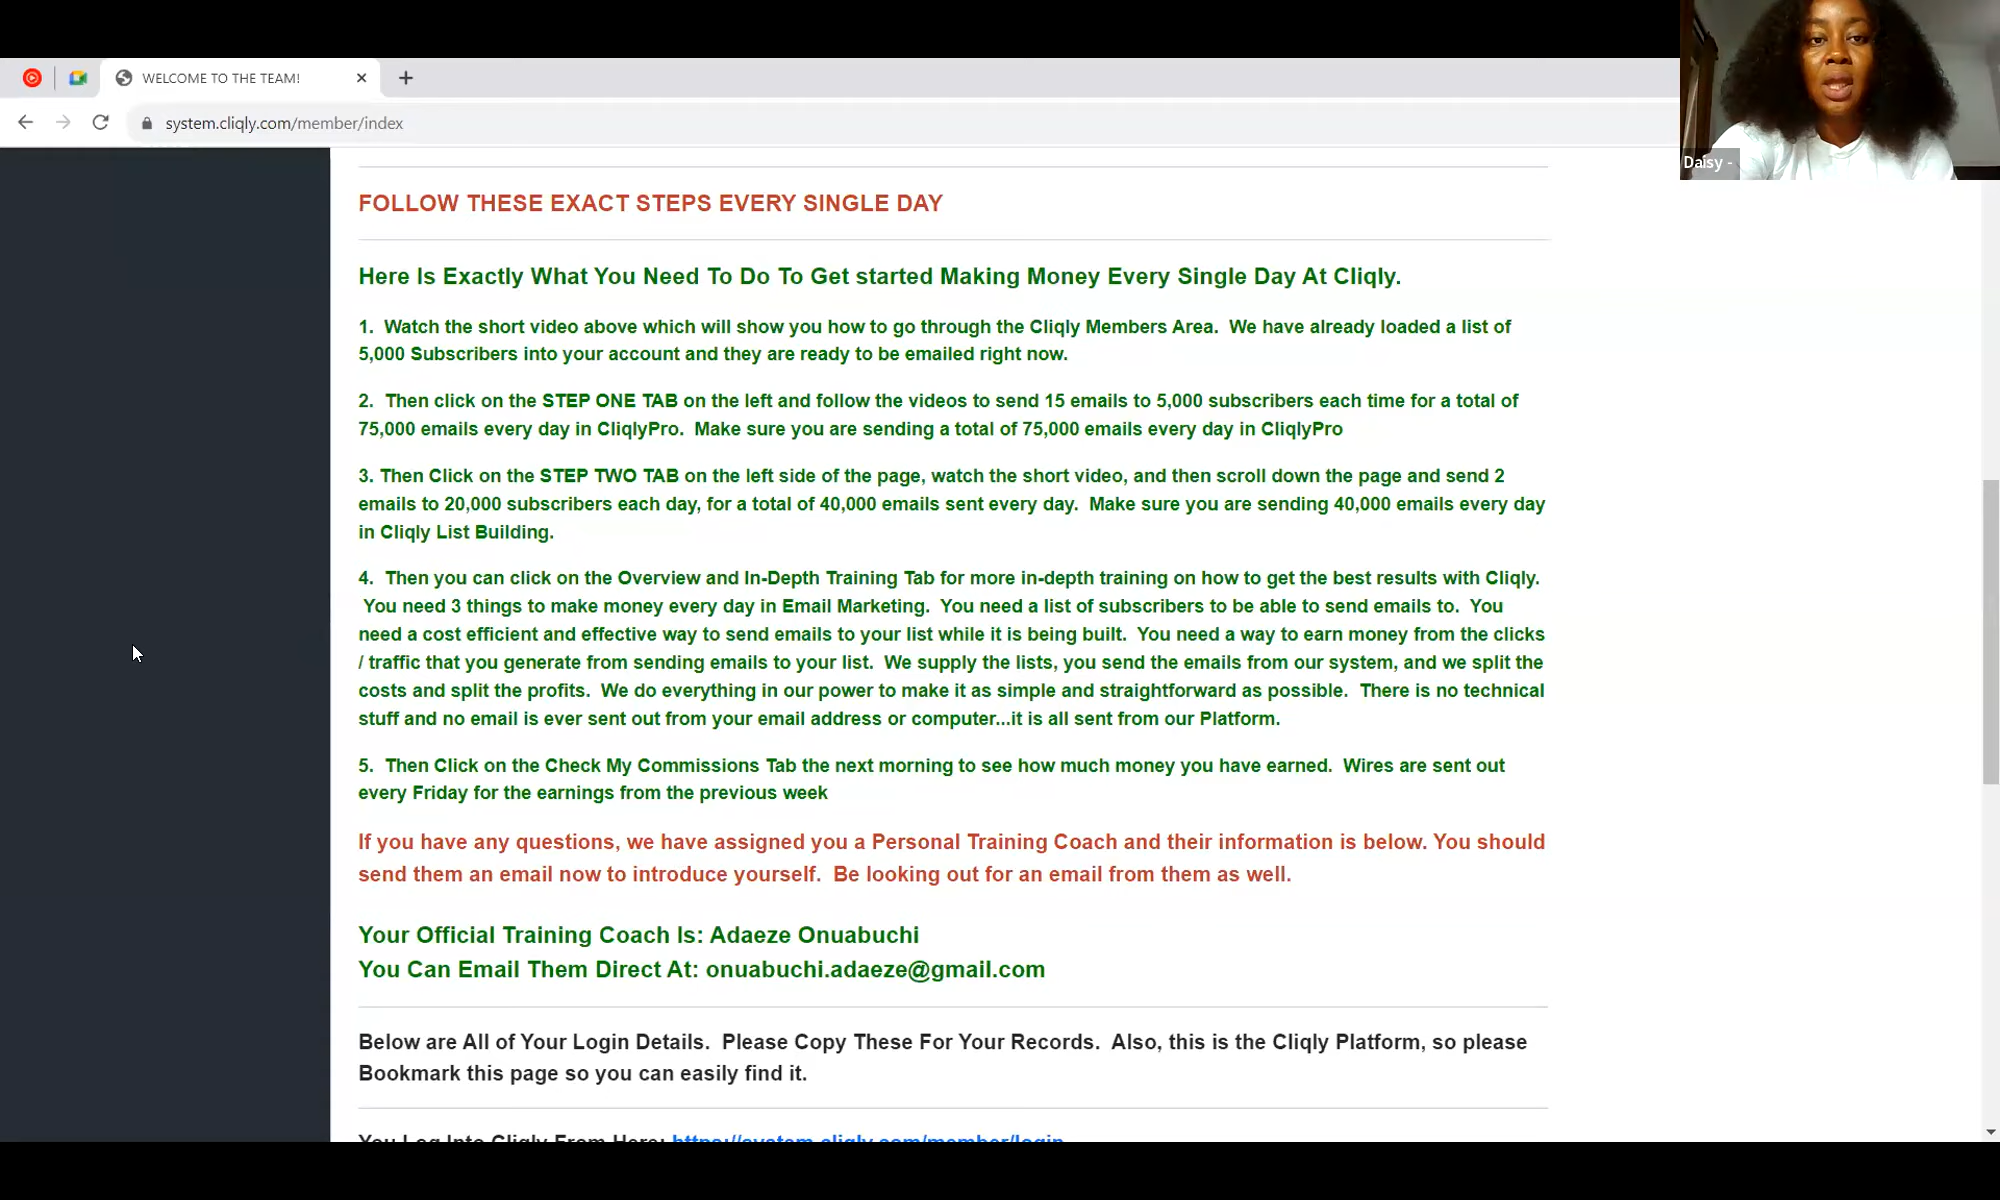 WELCOME TO THE TEAM!
system.cliqly.com/member/index
Daisy -
FOLLOW THESE EXACT STEPS EVERY SINGLE DAY
Here Is Exactly What You Need To Do To Get started Making Money Every Single Day At Cliqly.
1.  Watch the short video above which will show you how to go through the Cliqly Members Area.  We have already loaded a list of
5,000 Subscribers into your account and they are ready to be emailed right now.
2.  Then click on the STEP ONE TAB on the left and follow the videos to send 15 emails to 5,000 subscribers each time for a total of
75,000 emails every day in CliqlyPro.  Make sure you are sending a total of 75,000 emails every day in CliqlyPro
3. Then Click on the STEP TWO TAB on the left side of the page, watch the short video, and then scroll down the page and send 2
emails to 20,000 subscribers each day, for a total of 40,000 emails sent every day.  Make sure you are sending 40,000 emails every day
in Cliqly List Building.
4.  Then you can click on the Overview and In-Depth Training Tab for more in-depth training on how to get the best results with Cliqly.
You need 3 things to make money every day in Email Marketing.  You need a list of subscribers to be able to send emails to.  You
need a cost efficient and effective way to send emails to your list while it is being built.  You need a way to earn money from the clicks
/ traffic that you generate from sending emails to your list.  We supply the lists, you send the emails from our system, and we split the
costs and split the profits.  We do everything in our power to make it as simple and straightforward as possible.  There is no technical
stuff and no email is ever sent out from your email address or computer...it is all sent from our Platform.
5.  Then Click on the Check My Commissions Tab the next morning to see how much money you have earned.  Wires are sent out
every Friday for the earnings from the previous week
If you have any questions, we have assigned you a Personal Training Coach and their information is below. You should
send them an email now to introduce yourself.  Be looking out for an email from them as well.
Your Official Training Coach Is: Adaeze Onuabuchi
You Can Email Them Direct At: onuabuchi.adaeze@gmail.com
Below are All of Your Login Details.  Please Copy These For Your Records.  Also, this is the Cliqly Platform, so please
Bookmark this page so you can easily find it.
You Log Into Cliqly From Here: https://system.cliqly.com/member/login